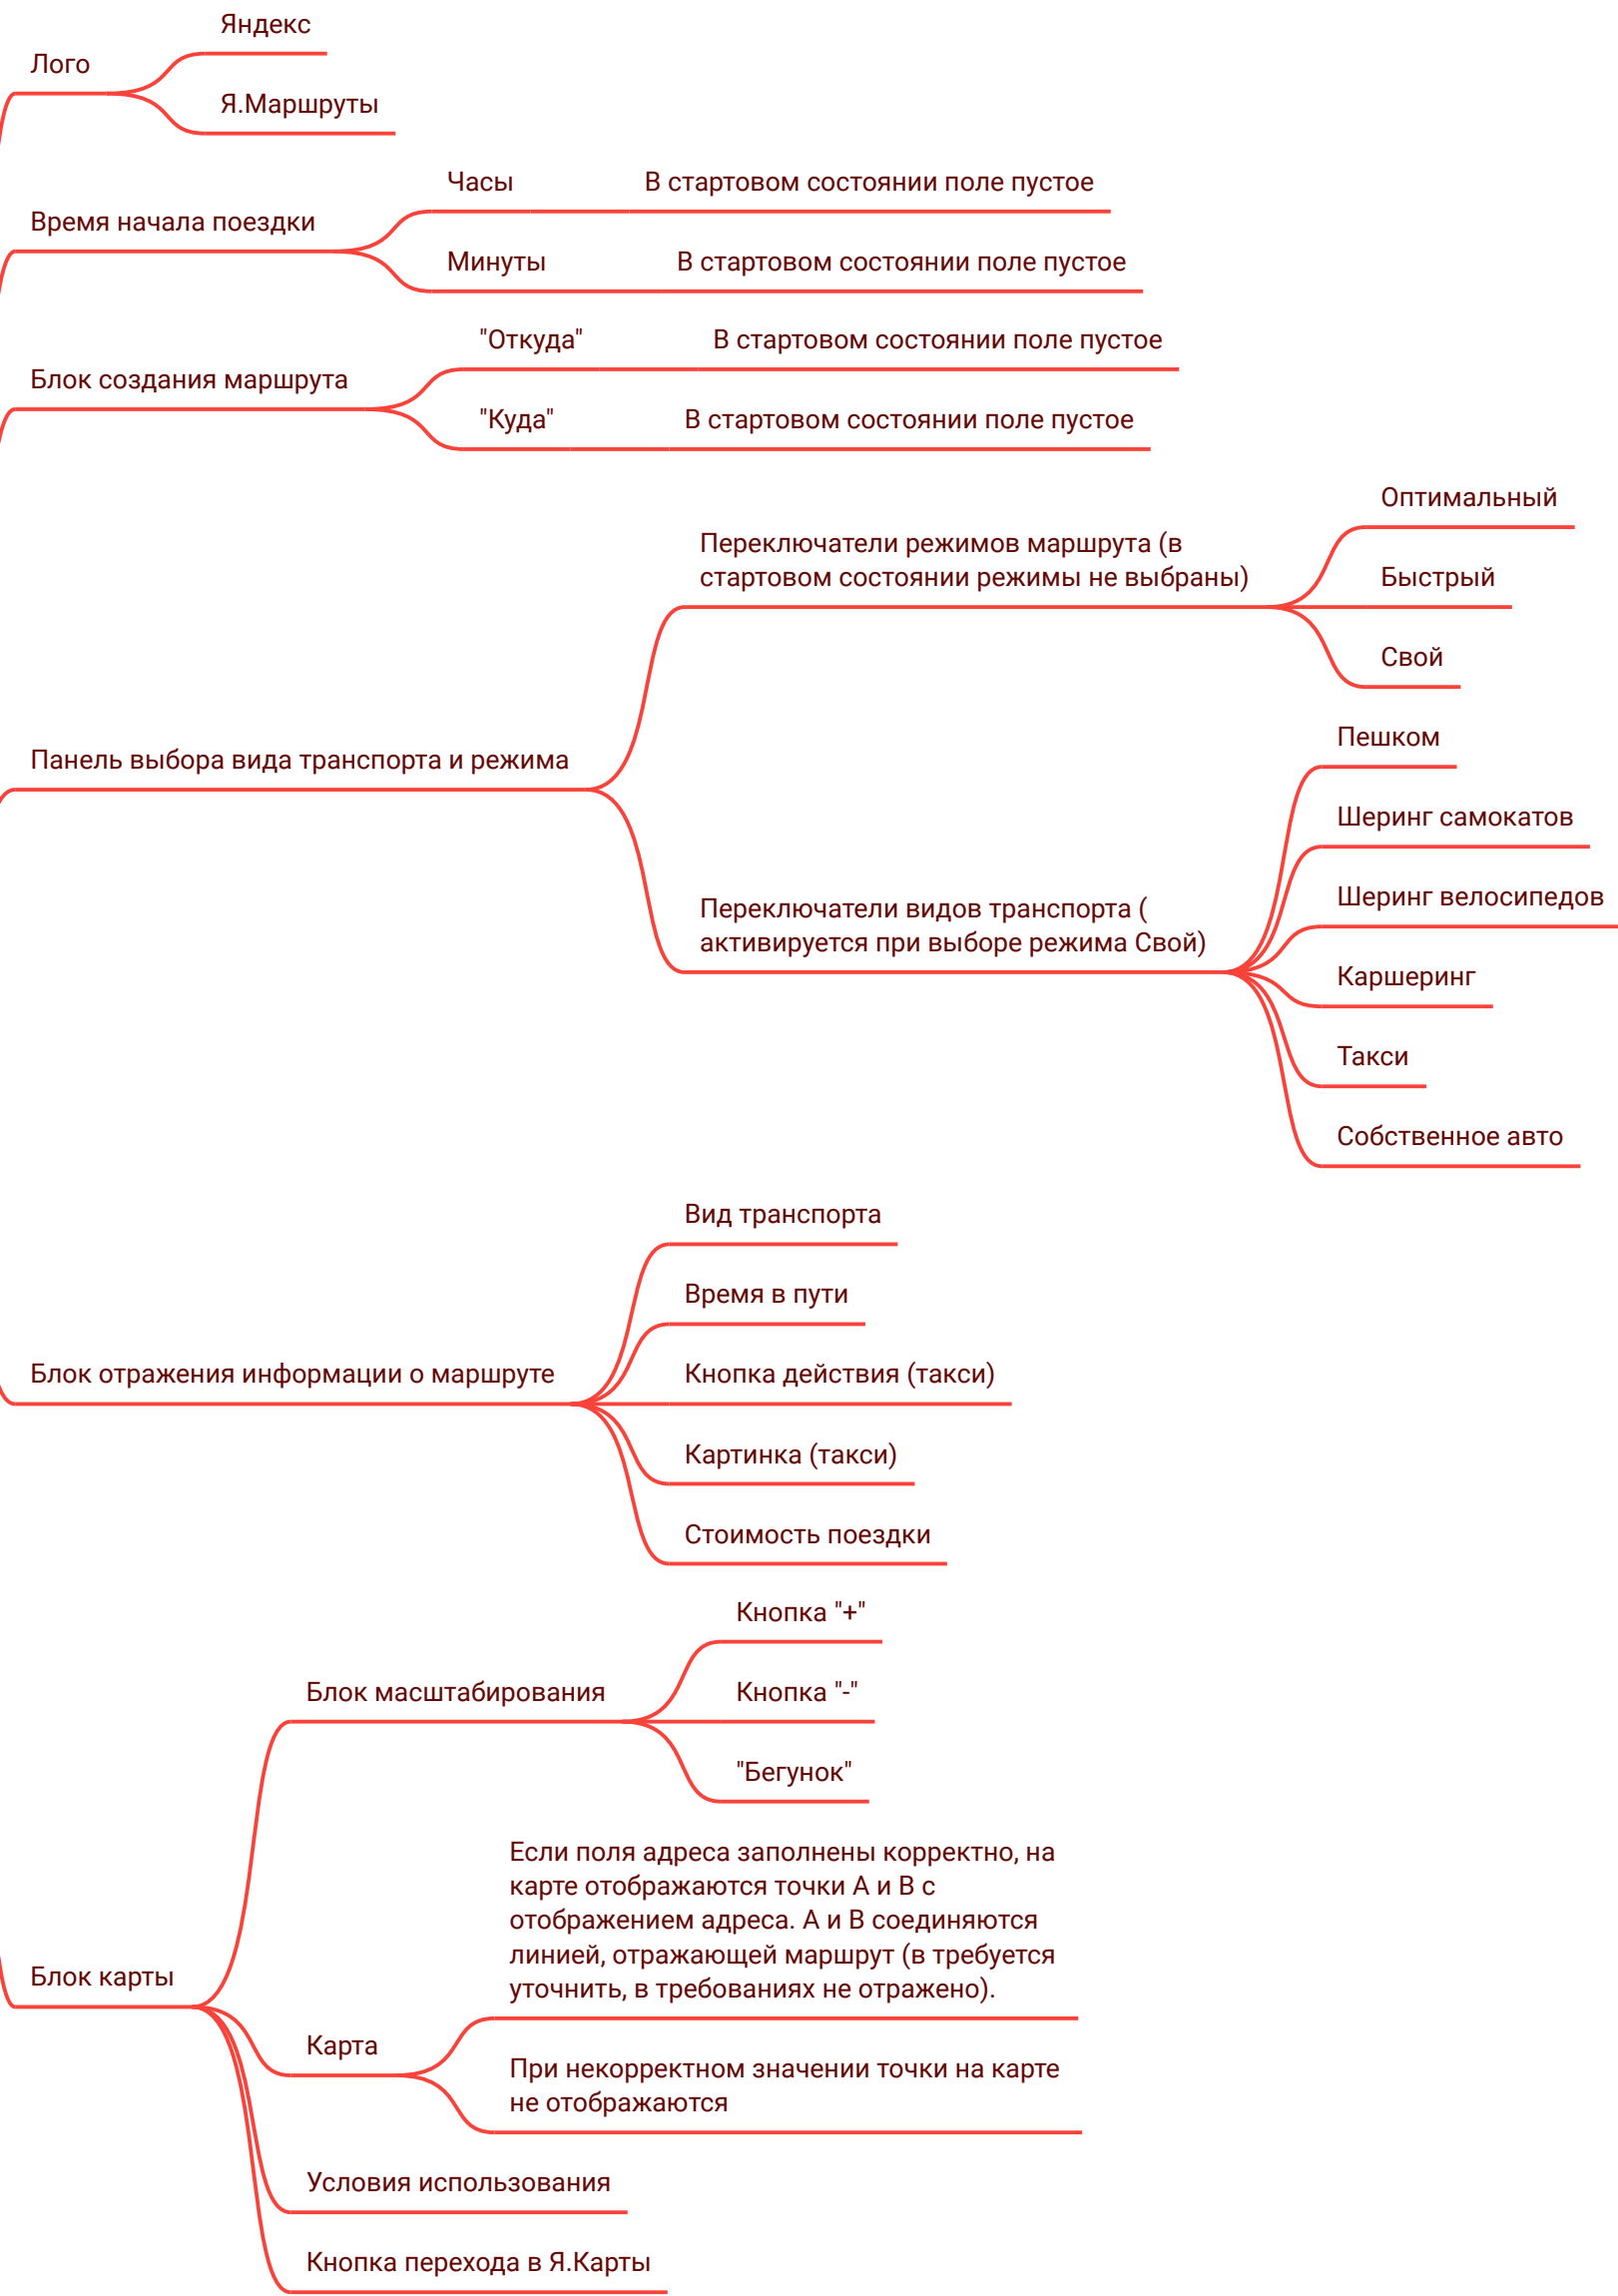 Яндекс
Лого
Я.Маршруты
Часы
В стартовом состоянии поле пустое
Время начала поездки
Минуты
В стартовом состоянии поле пустое
"Откуда"
В стартовом состоянии поле пустое
Блок создания маршрута
"Куда"
В стартовом состоянии поле пустое
Оптимальный
Переключатели режимов маршрута (в
стартовом состоянии режимы не выбраны)
Быстрый
Свой
Панель выбора вида транспорта и режима
Пешком
Шеринг самокатов
Шеринг велосипедов
Переключатели видов транспорта (
активируется при выборе режима Свой)
Каршеринг
Такси
Собственное авто
Вид транспорта
Время в пути
Блок отражения информации о маршруте
Кнопка действия (такси)
Картинка (такси)
Стоимость поездки
Кнопка "+"
Блок масштабирования
Кнопка "-"
"Бегунок"
Если поля адреса заполнены корректно, на
карте отображаются точки А и В с
отображением адреса. А и В соединяются
линией, отражающей маршрут (в требуется
уточнить, в требованиях не отражено).
Блок карты
Карта
При некорректном значении точки на карте
не отображаются
Условия использования
Кнопка перехода в Я.Карты